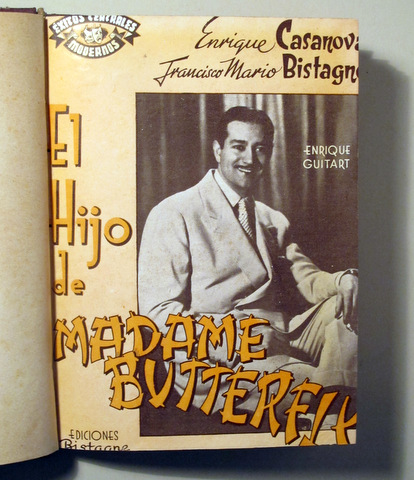 ÉXITOS TEATRALES
MODERNOS
Enrique Casanova
Francisco Mario Bistagne
ENRIQUE
GUITART
El
Hijo
de
MADAME
BUTTERFLY
EDICIONES
Bistagne